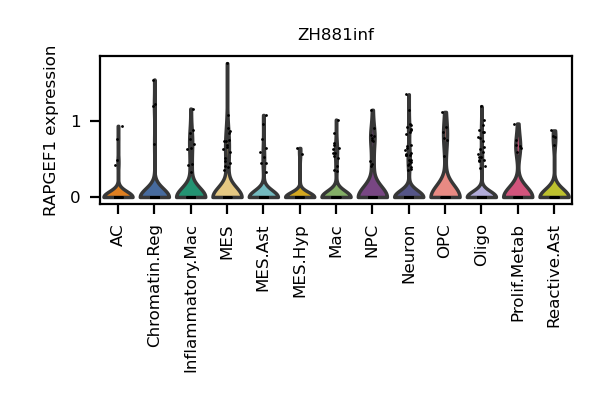 ZH881inf
RAPGEF1 expression
1
0
AC
Chromatin.Reg
Inflammatory.Mac
MES
MES.Ast
MES.Hyp
Mac
NPC
Neuron
OPC
Oligo
Prolif.Metab
Reactive.Ast